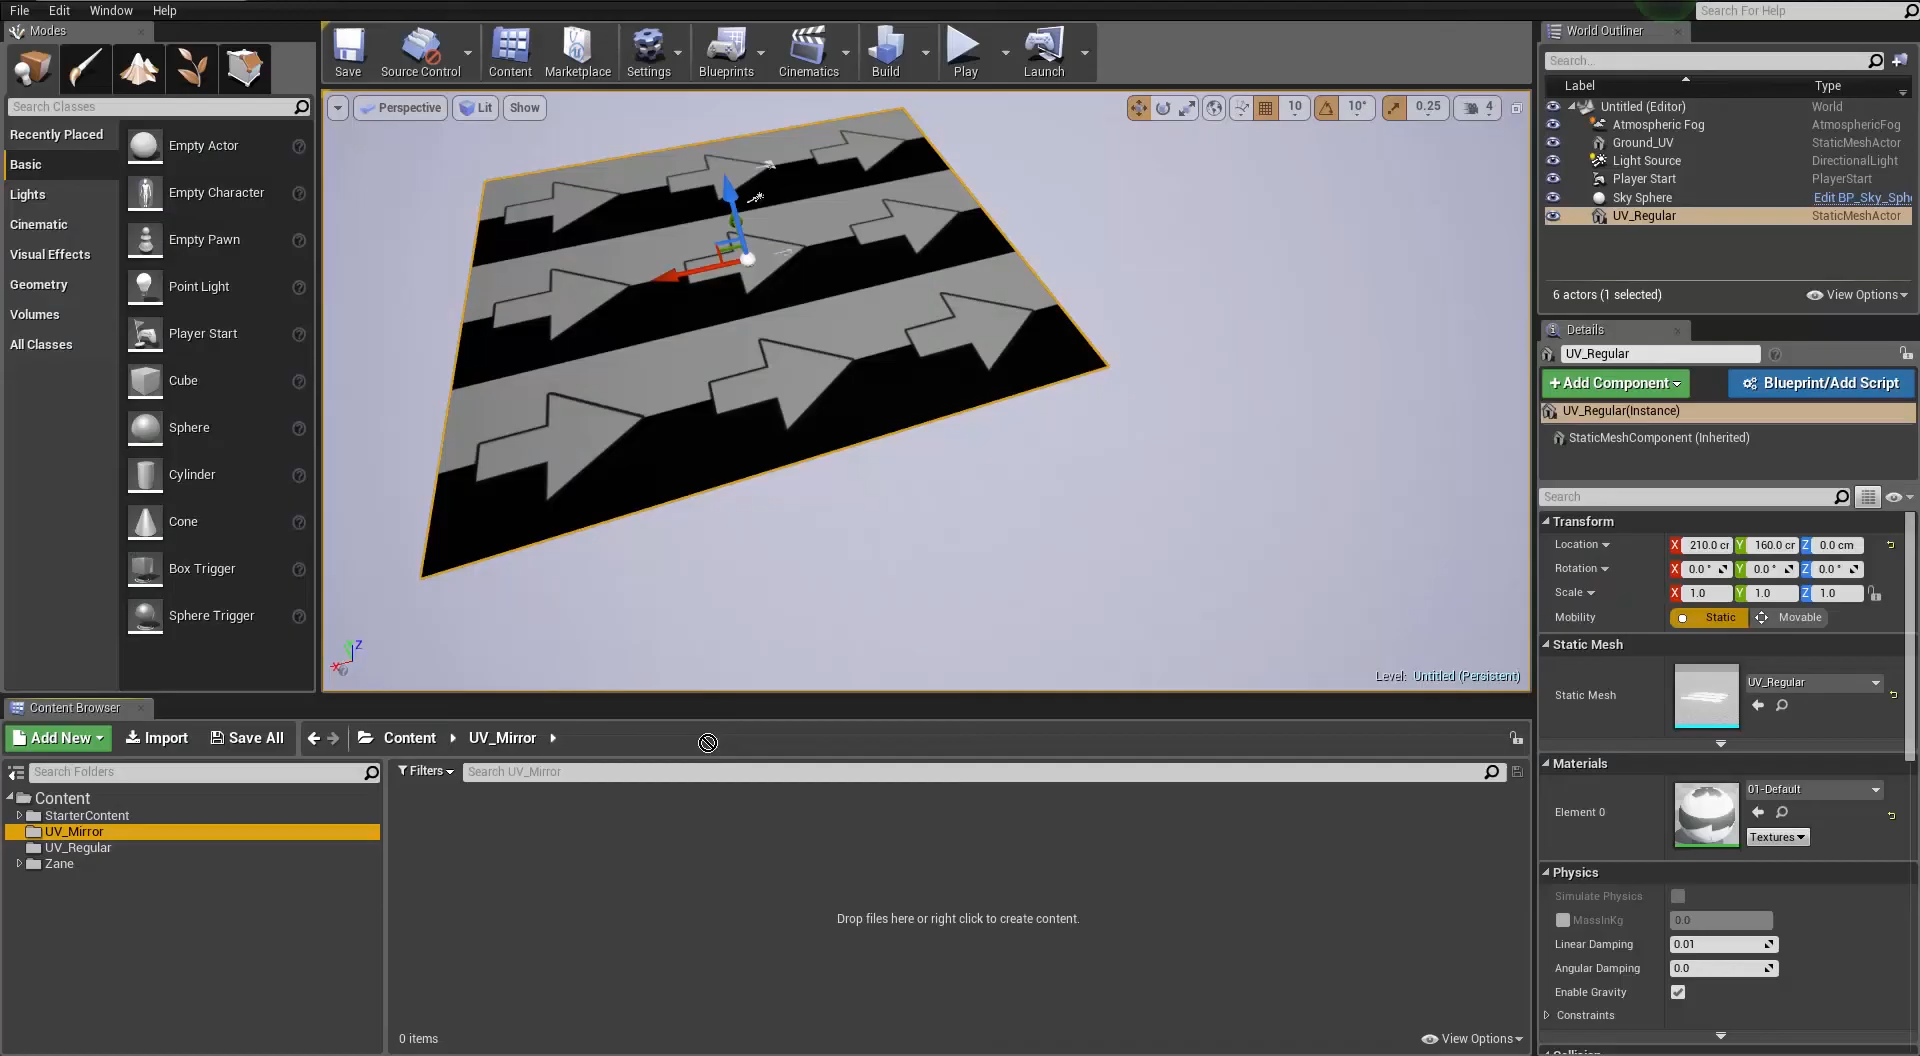 File Edit Window Help
Search For Help
Modes
Save
Source Control
Content
Marketplace
Settings
Blueprints
Cinematics
Build
Play
Launch
Search Classes
Recently Placed
Basic
Lights
Cinematic
Visual Effects
Geometry
Volumes
All Classes
Empty Actor
Empty Character
Empty Pawn
Point Light
Player Start
Cube
Sphere
Cylinder
Cone
Box Trigger
Sphere Trigger
Perspective Lit Show
10 10° 0.25 4
X Z
Level: Untitled (Persistent)
World Outliner
Search...
Label Type
Untitled (Editor) World
Atmospheric Fog AtmosphericFog
Ground_UV StaticMeshActor
Light Source DirectionalLight
Player Start PlayerStart
Sky Sphere Edit BP_Sky_Sph
UV_Regular StaticMeshActor
6 actors (1 selected) View Options
Details
UV_Regular
+Add Component Blueprint/Add Script
UV_Regular(Instance)
StaticMeshComponent (Inherited)
Search
Transform
Location X 210.0 cr Y 160.0 cr Z 0.0 cm
Rotation X 0.0 ° Y 0.0 ° Z 0.0 °
Scale X 1.0 Y 1.0 Z 1.0
Mobility Static Movable
Static Mesh
Static Mesh UV_Regular
Materials
Element 0 01-Default
Textures
Physics
Simulate Physics
MassInKg 0.0
Linear Damping 0.01
Angular Damping 0.0
Enable Gravity
Constraints
Content Browser
Add New Import Save All Content UV_Mirror
Search Folders
Filters Search UV_Mirror
Content
StarterContent
UV_Mirror
UV_Regular
Zane
Drop files here or right click to create content.
0 items View Options